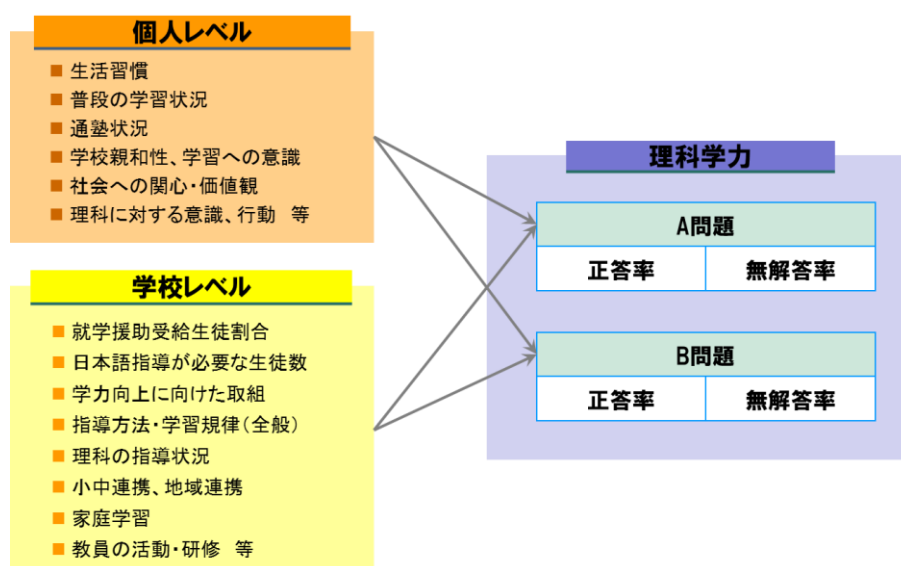 個人レベル
■ 生活習慣
■ 普段の学習状況
■ 通塾状況
■ 学校親和性、学習への意識
■ 社会への関心・価値観
■ 理科に対する意識、行動　等
学校レベル
■ 就学援助受給生徒割合
■ 日本語指導が必要な生徒数
■ 学力向上に向けた取組
■ 指導方法・学習規律（全般）
■ 理科の指導状況
■ 小中連携、地域連携
■ 家庭学習
■ 教員の活動・研修　等
理科学力
A問題
正答率 無解答率
B問題
正答率 無解答率